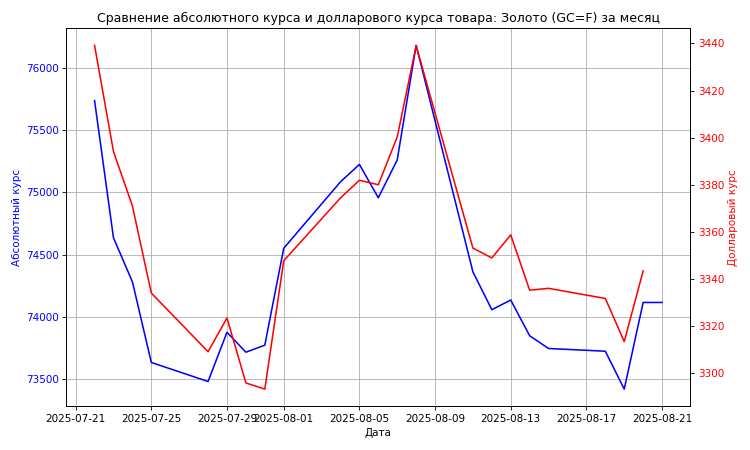 Сравнение абсолютного курса и долларового курса товара: Золото (GC=F) за месяц
Абсолютный курс
76000
75500
75000
74500
74000
73500
3440
3420
3400
3380
3360
3340
3320
3300
Долларовый курс
2025-07-21 2025-07-25 2025-07-29 2025-08-01 2025-08-05 2025-08-09 2025-08-13 2025-08-17 2025-08-21
Дата